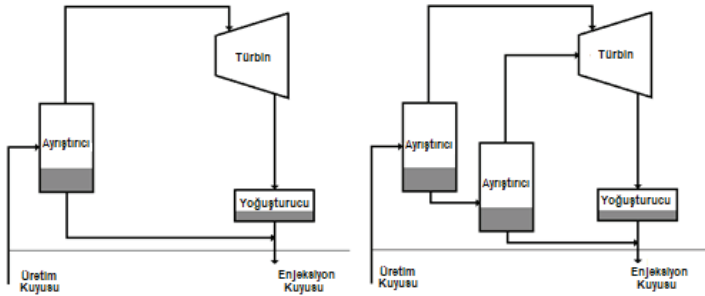 Türbin
Ayrıştırıcı
Yoğuşturucu
Üretim
Kuyusu
Enjeksiyon
Kuyusu
Türbin
Ayrıştırıcı
Ayrıştırıcı
Yoğuşturucu
Üretim
Kuyusu
Enjeksiyon
Kuyusu